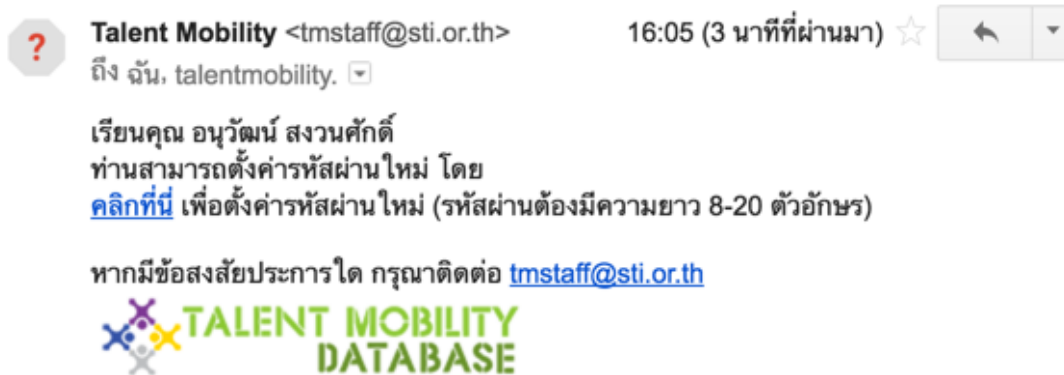 ?
Talent Mobility <tmstaff@sti.or.th> 16:05 (3 นาทีที่ผ่านมา)
ถึง ฉัน, talentmobility.
เรียนคุณ อนุวัฒน์ สงวนศักดิ์
ท่านสามารถตั้งค่ารหัสผ่านใหม่ โดย
คลิกที่นี่ เพื่อตั้งค่ารหัสผ่านใหม่ (รหัสผ่านต้องมีความยาว 8-20 ตัวอักษร)
หากมีข้อสงสัยประการใด กรุณาติดต่อ tmstaff@sti.or.th
TALENT MOBILITY
DATABASE